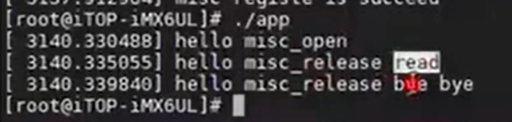 [root@iTOP-iMX6UL]# ./app
[ 3140.330488] hello misc_open
[ 3140.335055] hello misc_release read
[ 3140.339840] hello misc_release bye bye
[root@iTOP-iMX6UL]#